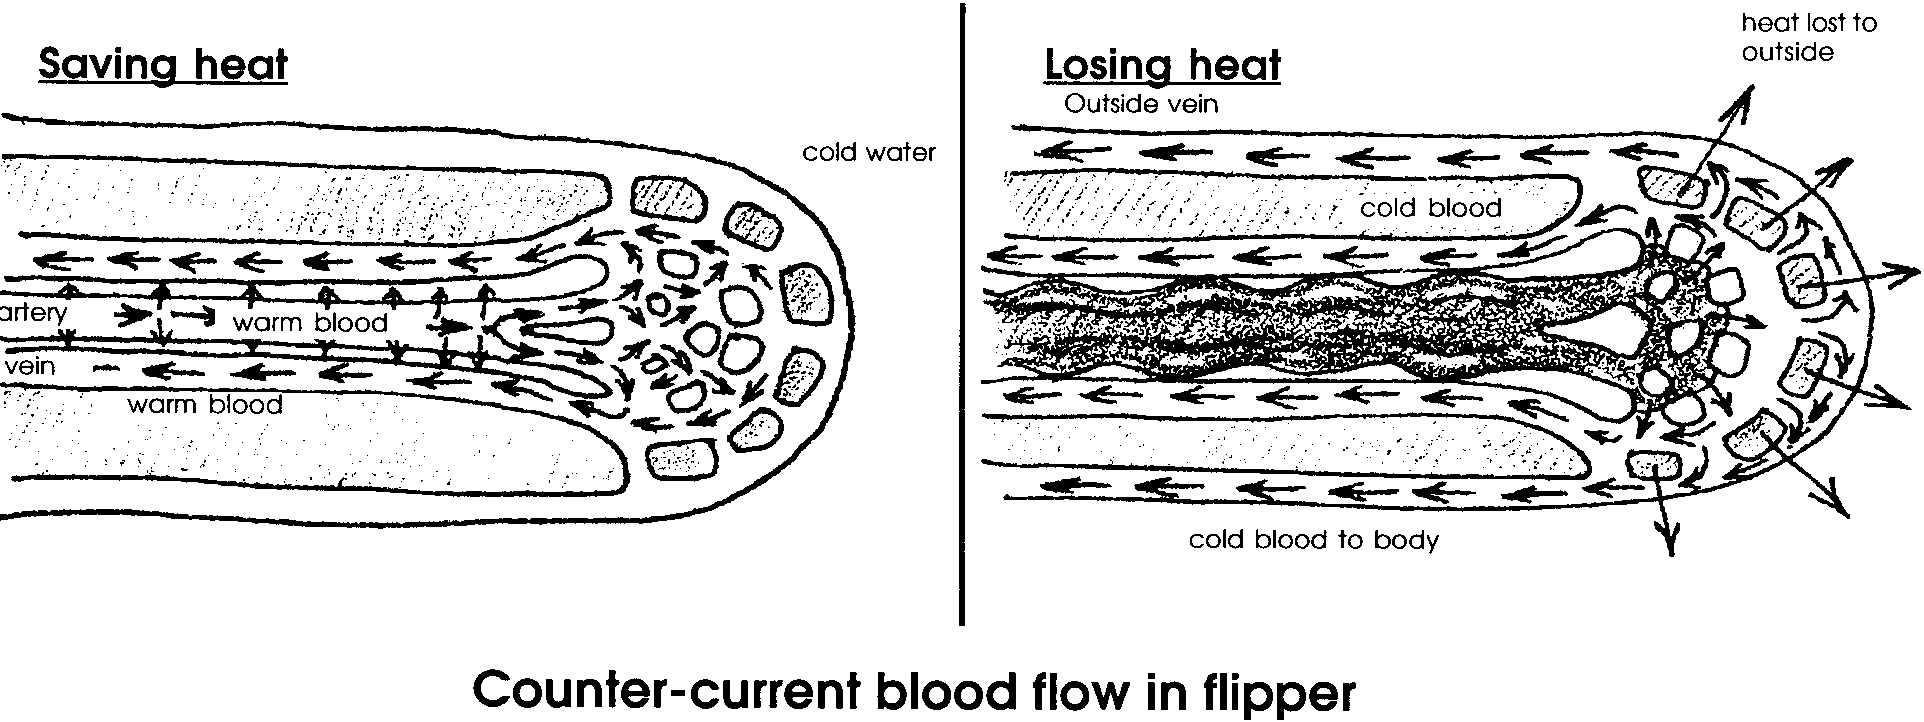 Saving heat
cold water
artery
warm blood
vein
warm blood
Losing heat
Outside vein
heat lost to
outside
cold blood
cold blood to body
Counter-current blood flow in flipper